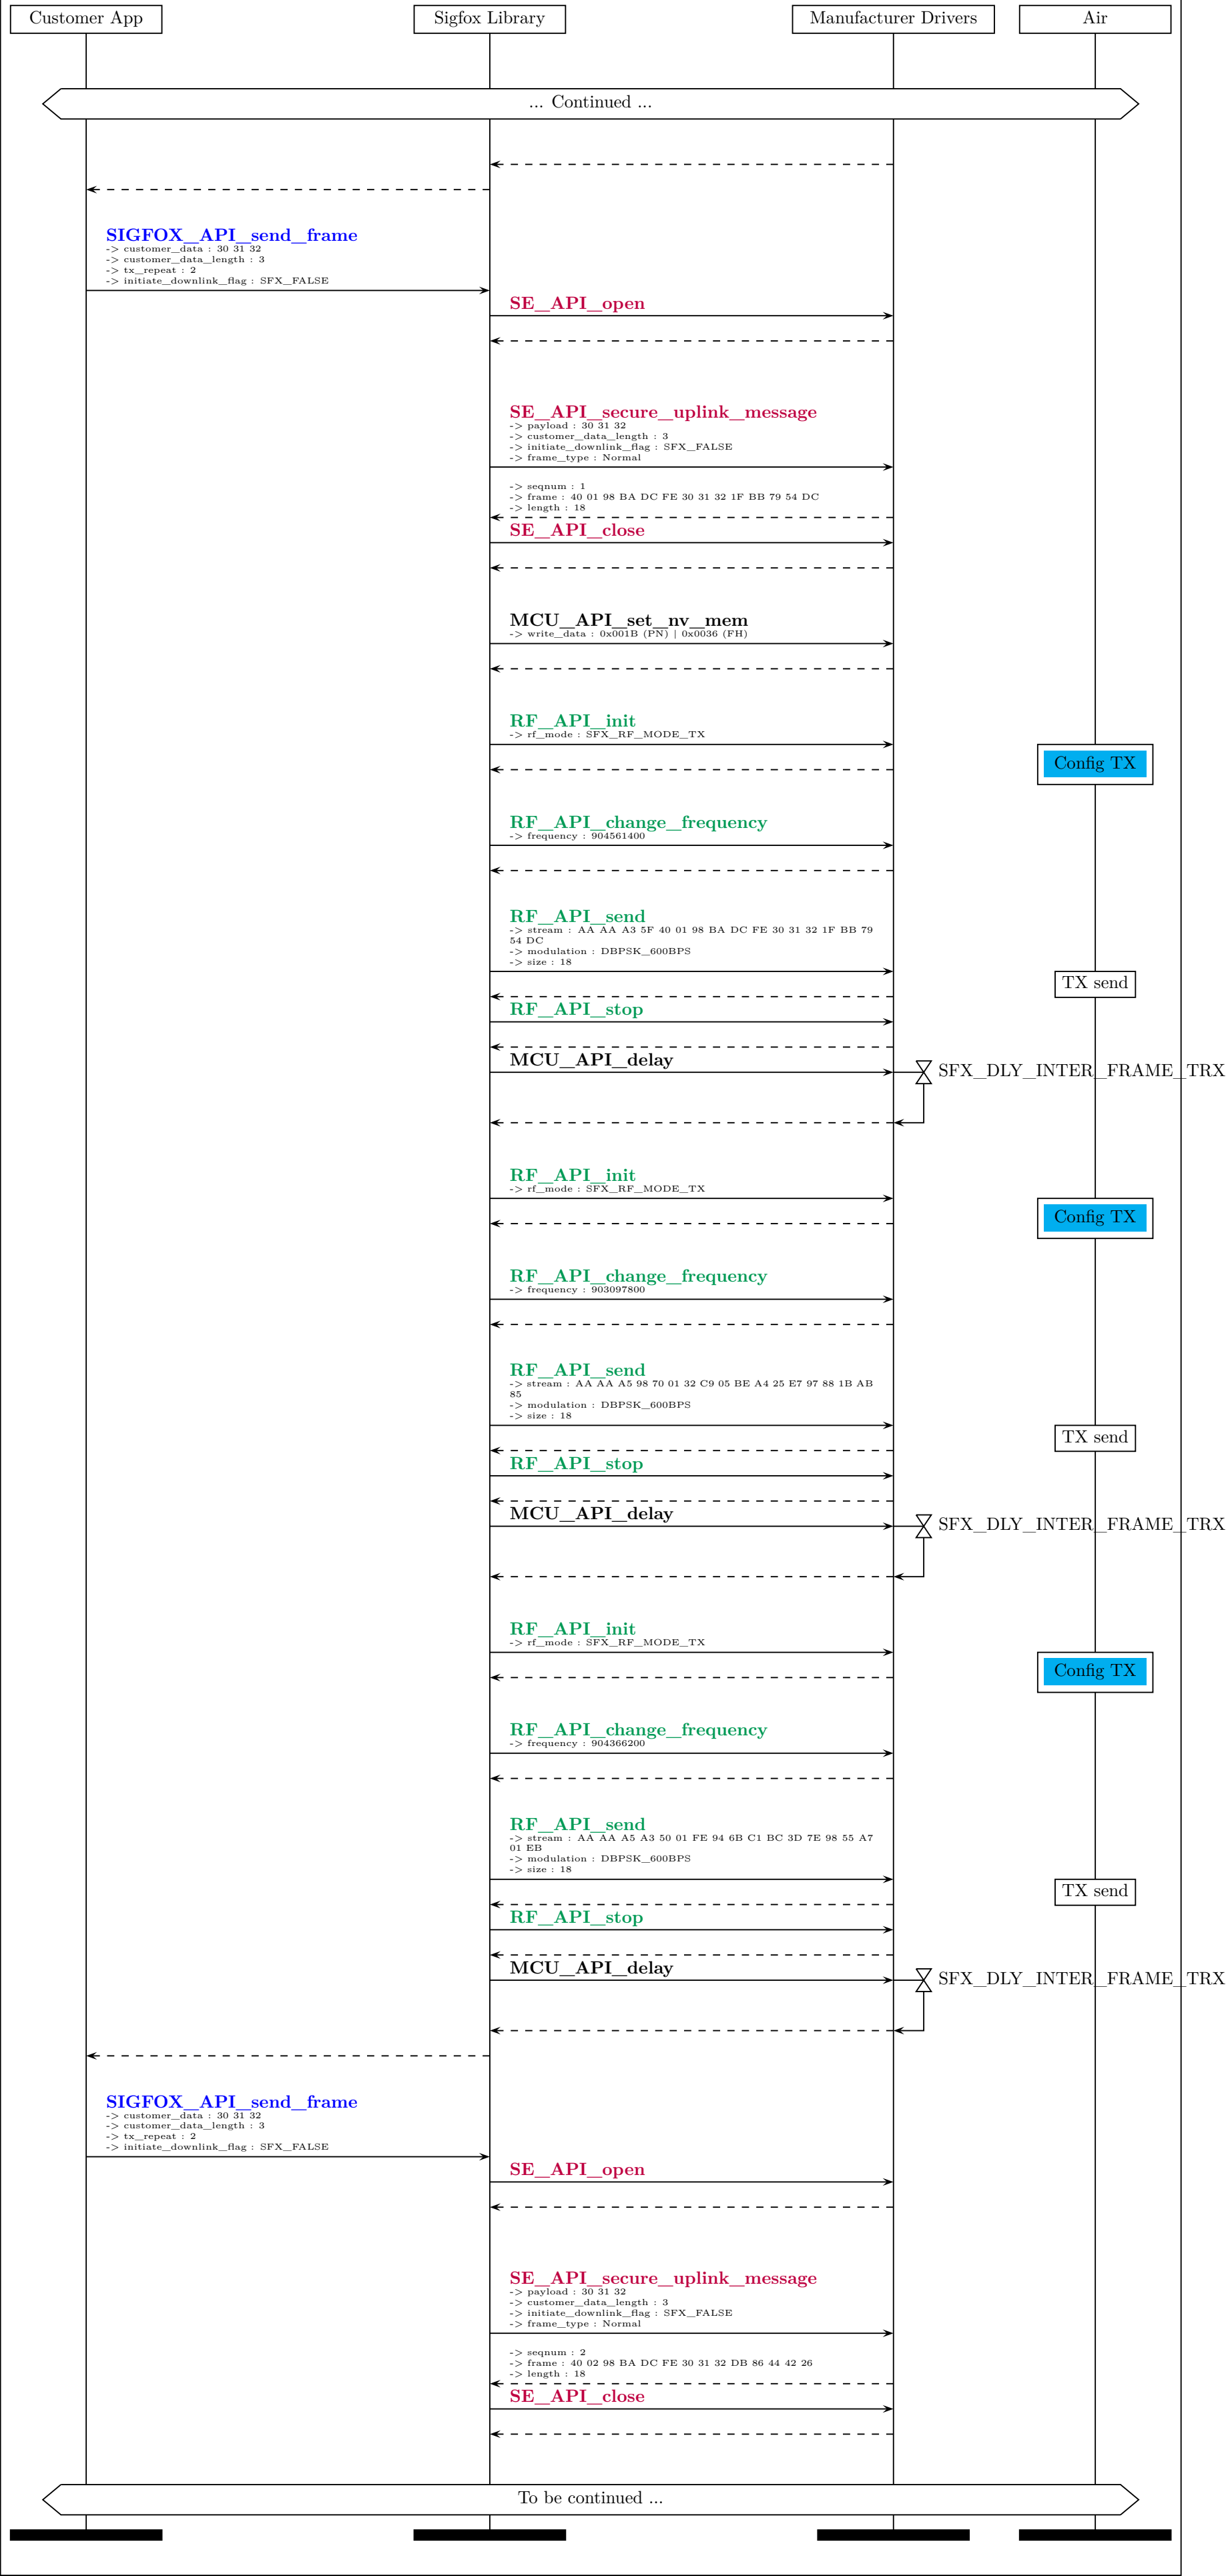 Customer App
Sigfox Library
Manufacturer Drivers
Air
... Continued ...
SIGFOX_API_send_frame
-> customer_data : 30 31 32
-> customer_data_length : 3
-> tx_repeat : 2
-> initiate_downlink_flag : SFX_FALSE
SE_API_open
SE_API_secure_uplink_message
-> payload : 30 31 32
-> customer_data_length : 3
-> initiate_downlink_flag : SFX_FALSE
-> frame_type : Normal
-> seqnum : 1
-> frame : 40 01 98 BA DC FE 30 31 32 1F BB 79 54 DC
-> length : 18
SE_API_close
MCU_API_set_nv_mem
-> write_data : 0x001B (PN) | 0x0036 (FH)
RF_API_init
-> rf_mode : SFX_RF_MODE_TX
Config TX
RF_API_change_frequency
-> frequency : 904561400
RF_API_send
-> stream : AA AA A3 5F 40 01 98 BA DC FE 30 31 32 1F BB 79
54 DC
-> modulation : DBPSK_600BPS
-> size : 18
TX send
RF_API_stop
MCU_API_delay
SFX_DLY_INTER_FRAME_TRX
RF_API_init
-> rf_mode : SFX_RF_MODE_TX
Config TX
RF_API_change_frequency
-> frequency : 903097800
RF_API_send
-> stream : AA AA A5 98 70 01 32 C9 05 BE A4 25 E7 97 88 1B AB
85
-> modulation : DBPSK_600BPS
-> size : 18
TX send
RF_API_stop
MCU_API_delay
SFX_DLY_INTER_FRAME_TRX
RF_API_init
-> rf_mode : SFX_RF_MODE_TX
Config TX
RF_API_change_frequency
-> frequency : 904366200
RF_API_send
-> stream : AA AA A5 A3 50 01 FE 94 6B C1 BC 3D 7E 98 55 A7
01 EB
-> modulation : DBPSK_600BPS
-> size : 18
TX send
RF_API_stop
MCU_API_delay
SFX_DLY_INTER_FRAME_TRX
SIGFOX_API_send_frame
-> customer_data : 30 31 32
-> customer_data_length : 3
-> tx_repeat : 2
-> initiate_downlink_flag : SFX_FALSE
SE_API_open
SE_API_secure_uplink_message
-> payload : 30 31 32
-> customer_data_length : 3
-> initiate_downlink_flag : SFX_FALSE
-> frame_type : Normal
-> seqnum : 2
-> frame : 40 02 98 BA DC FE 30 31 32 DB 86 44 42 26
-> length : 18
SE_API_close
To be continued ...